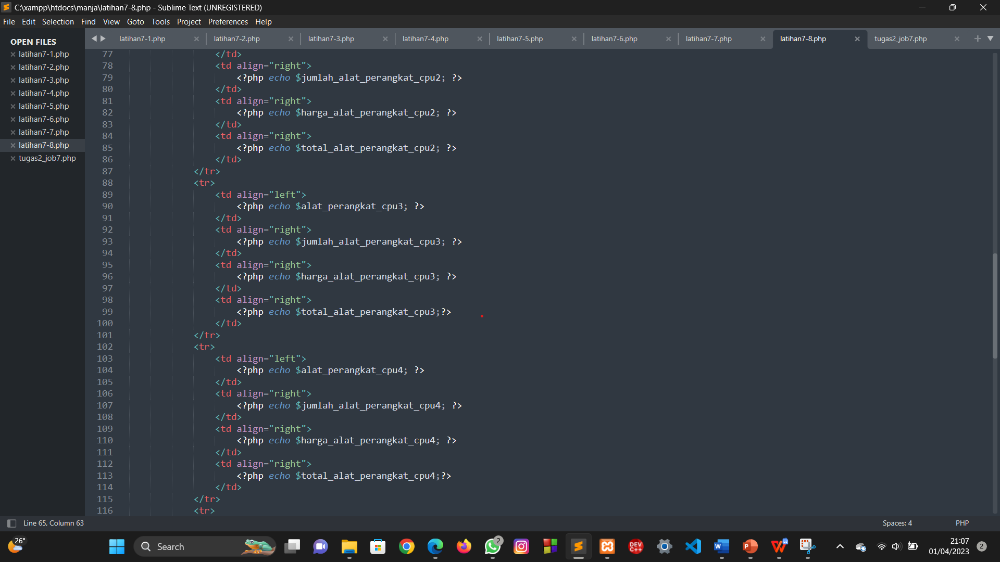 C:\xampp\htdocs\manja\latihan7-8.php - Sublime Text (UNREGISTERED)
File Edit Selection Find View Goto Tools Project Preferences Help
OPEN FILES
latihan7-1.php
latihan7-2.php
latihan7-3.php
latihan7-4.php
latihan7-5.php
latihan7-6.php
latihan7-7.php
latihan7-8.php
tugas2_job7.php
latihan7-1.php latihan7-2.php latihan7-3.php latihan7-4.php latihan7-5.php latihan7-6.php latihan7-7.php latihan7-8.php tugas2_job7.php
77 </td>
78 <td align="right">
79 <?php echo $jumlah_alat_perangkat_cpu2; ?>
80 </td>
81 <td align="right">
82 <?php echo $harga_alat_perangkat_cpu2; ?>
83 </td>
84 <td align="right">
85 <?php echo $total_alat_perangkat_cpu2; ?>
86 </td>
87 </tr>
88 <tr>
89 <td align="left">
90 <?php echo $alat_perangkat_cpu3; ?>
91 </td>
92 <td align="right">
93 <?php echo $jumlah_alat_perangkat_cpu3; ?>
94 </td>
95 <td align="right">
96 <?php echo $harga_alat_perangkat_cpu3; ?>
97 </td>
98 <td align="right">
99 <?php echo $total_alat_perangkat_cpu3;?>
100 </td>
101 </tr>
102 <tr>
103 <td align="left">
104 <?php echo $alat_perangkat_cpu4; ?>
105 </td>
106 <td align="right">
107 <?php echo $jumlah_alat_perangkat_cpu4; ?>
108 </td>
109 <td align="right">
110 <?php echo $harga_alat_perangkat_cpu4; ?>
111 </td>
112 <td align="right">
113 <?php echo $total_alat_perangkat_cpu4;?>
114 </td>
115 </tr>
116 <tr>
Line 65, Column 63 Spaces: 4 PHP
26°
Search
2
DEV C++
W
P
W
21:07
01/04/2023
2